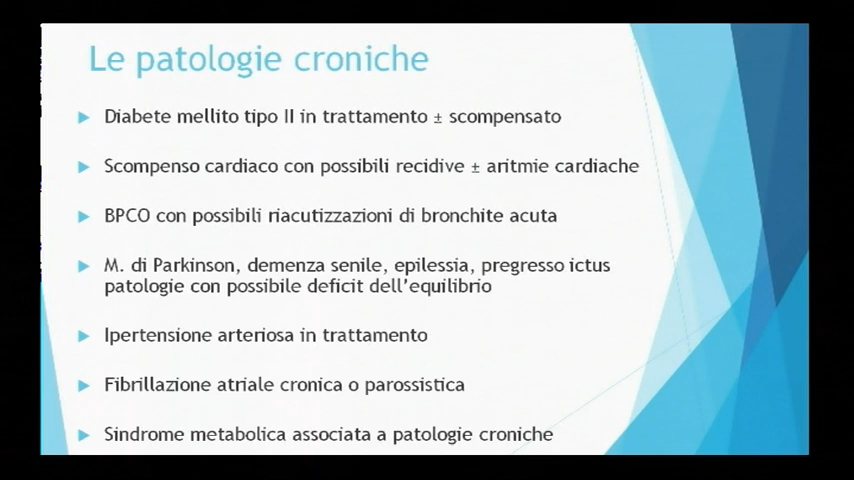 Le patologie croniche
Diabete mellito tipo II in trattamento ± scompensato
Scompenso cardiaco con possibili recidive ± aritmie cardiache
BPCO con possibili riacutizzazioni di bronchite acuta
M. di Parkinson, demenza senile, epilessia, pregresso ictus
patologie con possibile deficit dell'equilibrio
Ipertensione arteriosa in trattamento
Fibrillazione atriale cronica o parossistica
Sindrome metabolica associata a patologie croniche